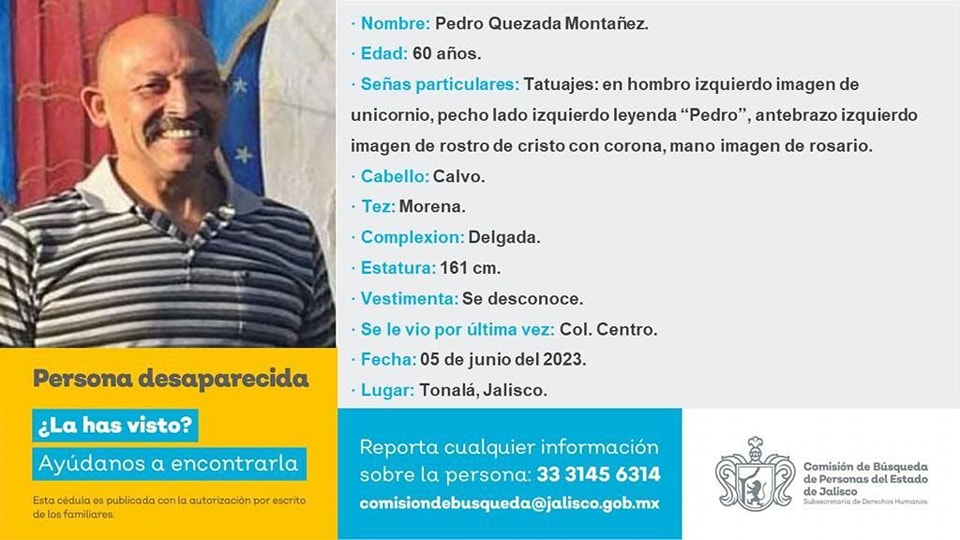 · Nombre: Pedro Quezada Montañez.
· Edad: 60 años.
· Señas particulares: Tatuajes: en hombro izquierdo imagen de
unicornio, pecho lado izquierdo leyenda “Pedro”, antebrazo izquierdo
imagen de rostro de cristo con corona, mano imagen de rosario.
· Cabello: Calvo.
· Tez: Morena.
· Complexion: Delgada.
· Estatura: 161 cm.
· Vestimenta: Se desconoce.
· Se le vio por última vez: Col. Centro.
· Fecha: 05 de junio del 2023.
· Lugar: Tonalá, Jalisco.
Persona desaparecida
¿La has visto?
Ayúdanos a encontrarla
Esta cédula es publicada con la autorización por escrito
de los familiares.
Reporta cualquier información
sobre la persona: 33 3145 6314
comisiondebusqueda@jalisco.gob.mx
Comisión de Búsqueda
de Personas del Estado
de Jalisco
Subsecretaría de Derechos Humanos